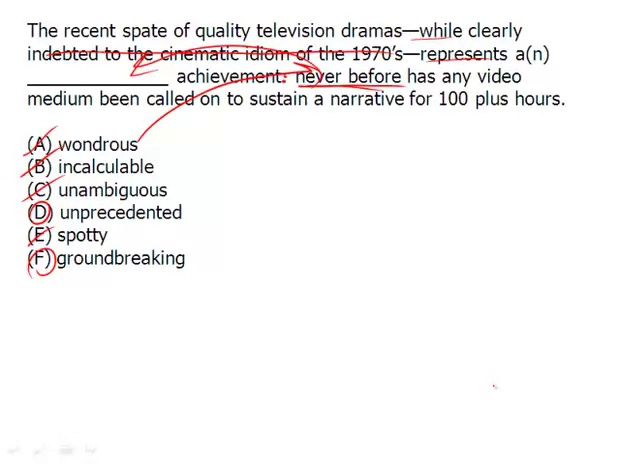 The recent spate of quality television dramas—while clearly
indebted to the cinematic idiom of the 1970's—represents a(n)
________________ achievement: never before has any video
medium been called on to sustain a narrative for 100 plus hours.
(A) wondrous
(B) incalculable
(C) unambiguous
(D) unprecedented
(E) spotty
(F) groundbreaking